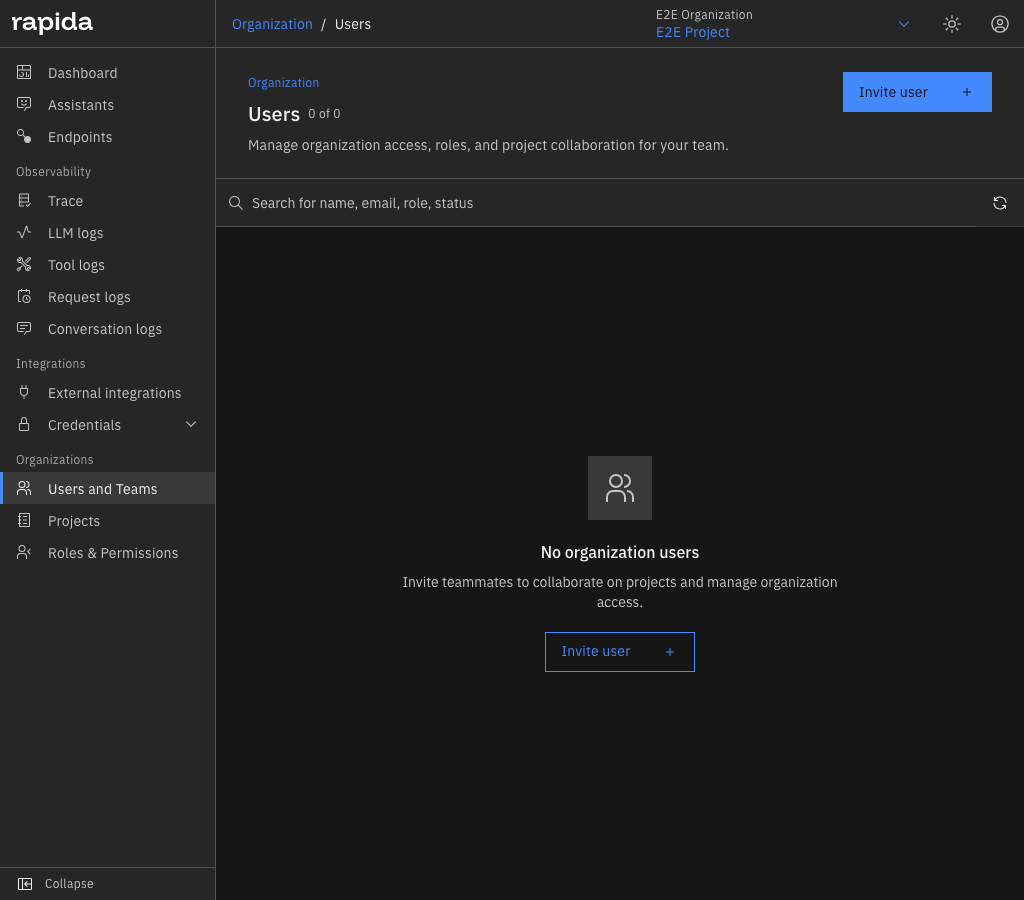 rapida
Organization / Users
E2E Organization
E2E Project
Dashboard
Assistants
Endpoints
Observability
Trace
LLM logs
Tool logs
Request logs
Conversation logs
Integrations
External integrations
Credentials
Organizations
Users and Teams
Projects
Roles & Permissions
Collapse
Organization
Users 0 of 0
Manage organization access, roles, and project collaboration for your team.
Invite user +
Search for name, email, role, status
No organization users
Invite teammates to collaborate on projects and manage organization
access.
Invite user +